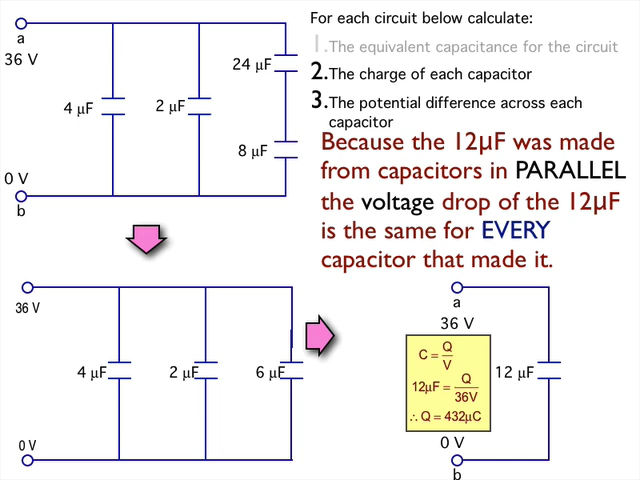 For each circuit below calculate:
1.The equivalent capacitance for the circuit
2.The charge of each capacitor
3.The potential difference across each
capacitor
Because the 12µF was made
from capacitors in PARALLEL
the voltage drop of the 12µF
is the same for EVERY
capacitor that made it.
a
36 V
24 µF
4 µF
2 µF
8 µF
0 V
b
36 V
4 µF
2 µF
6 µF
0 V
a
36 V
C = Q
V
12µF = Q
36V
∴ Q = 432µC
12 µF
0 V
b